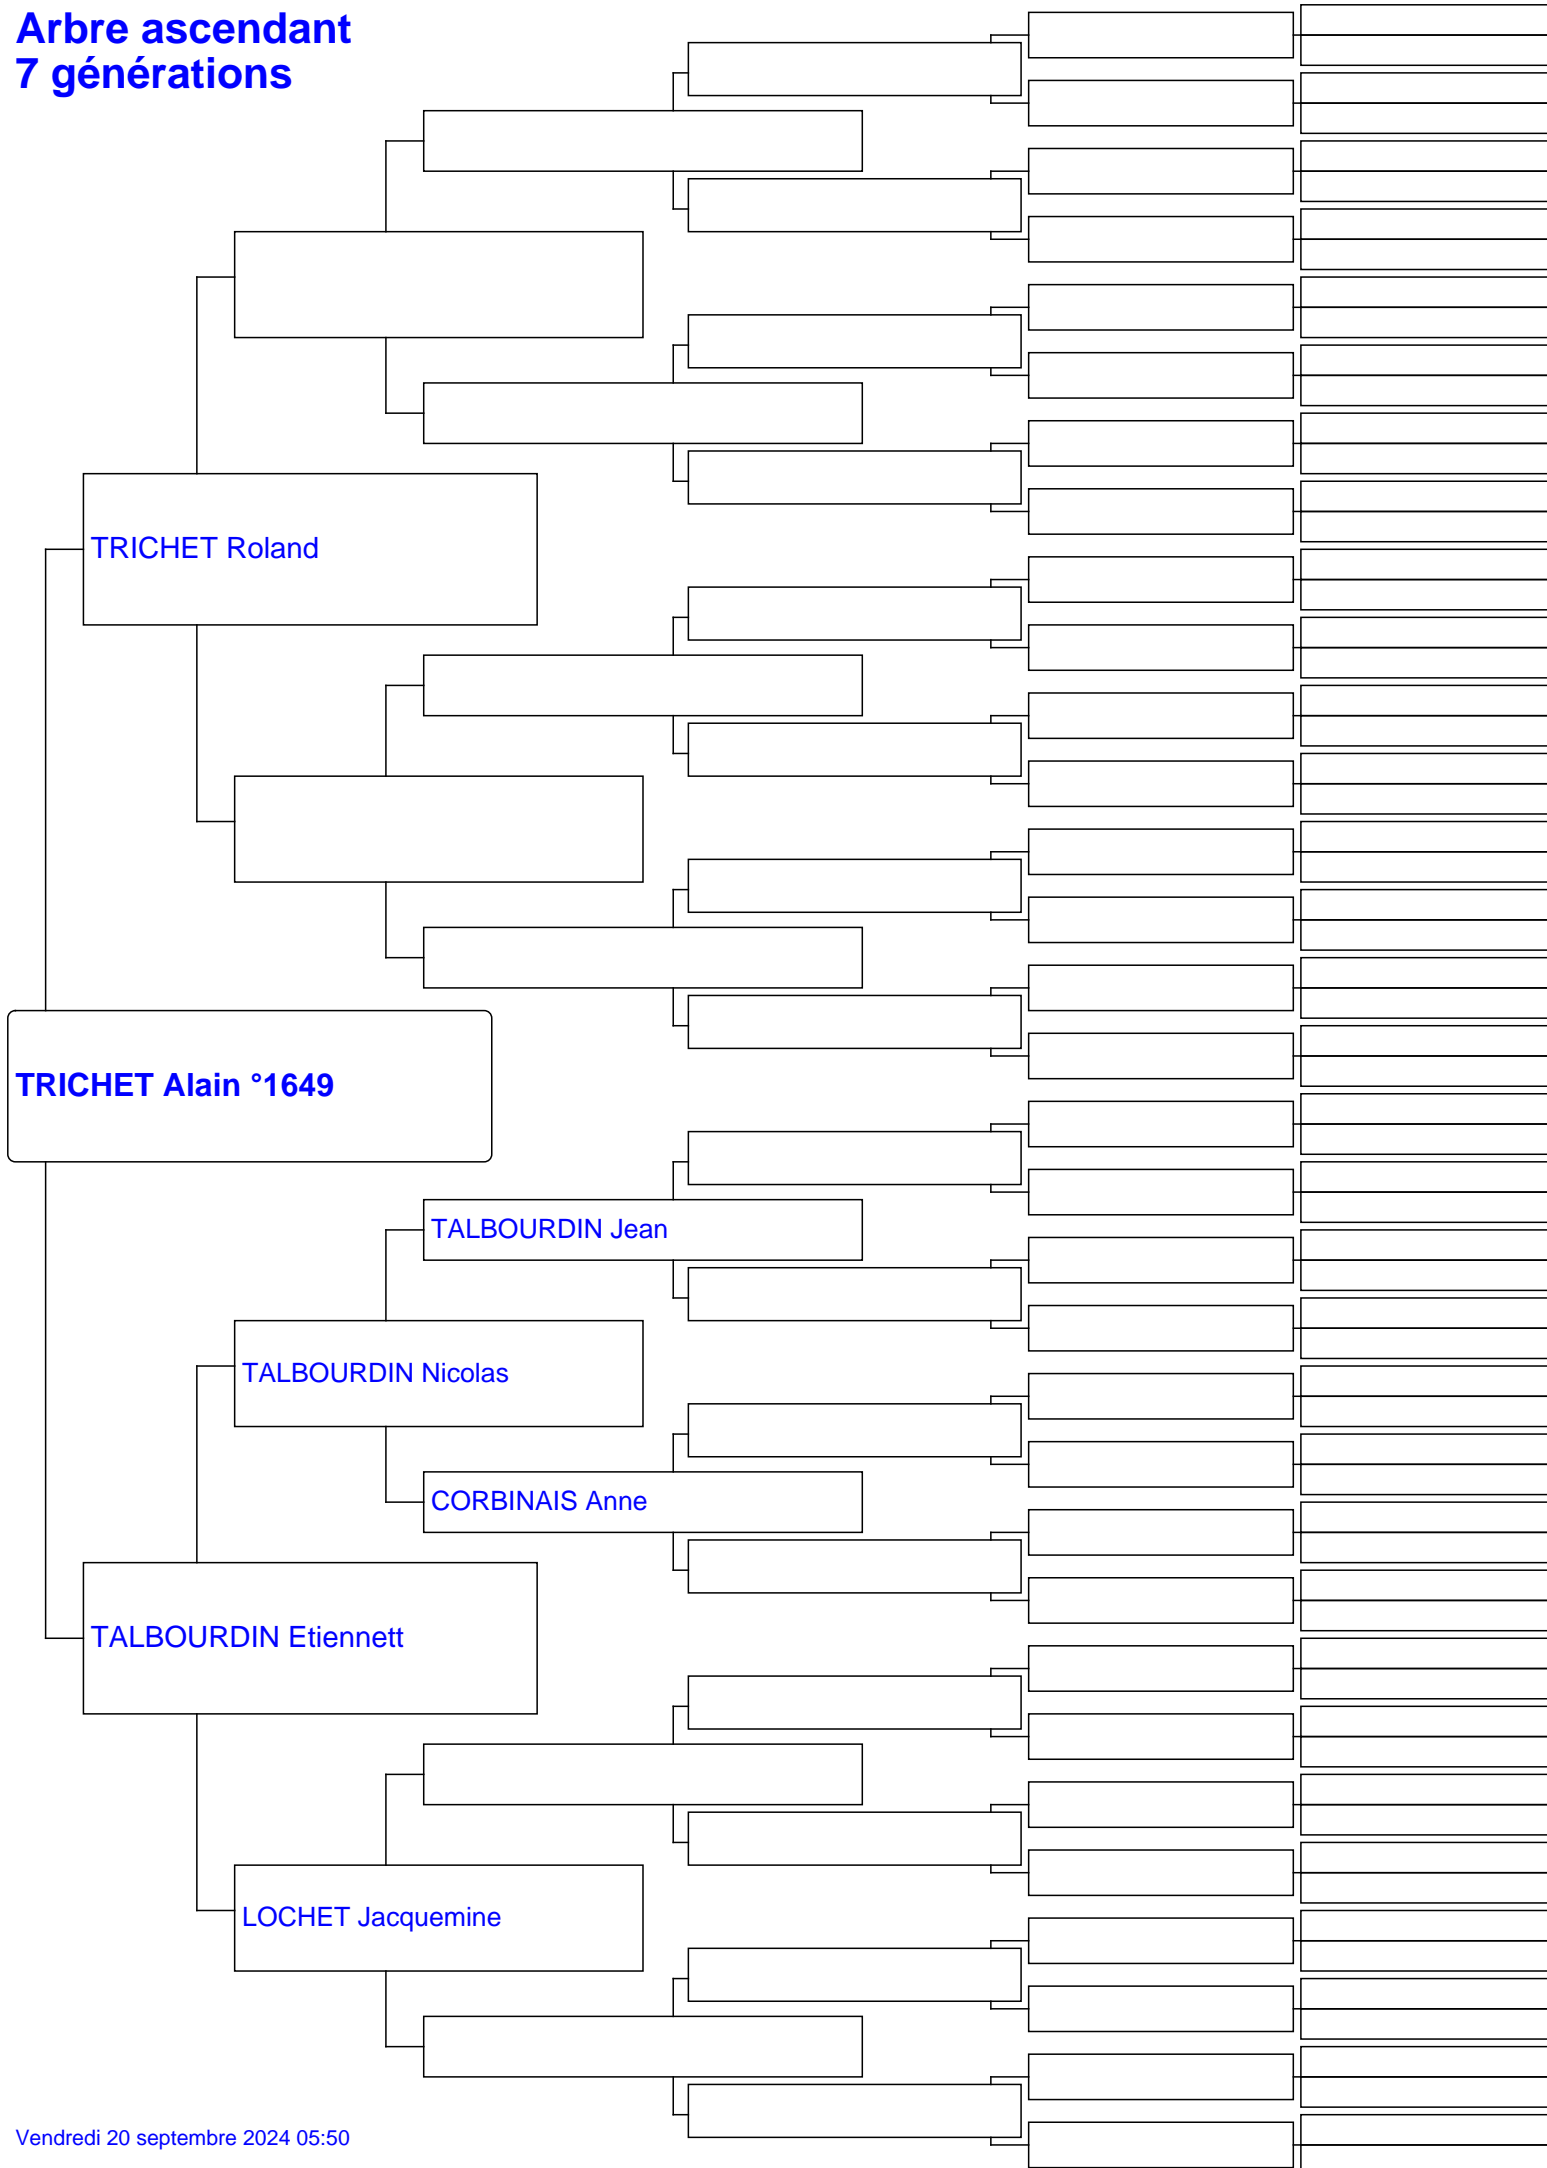 Arbre ascendant
7 générations
TRICHET Roland
TRICHET Alain °1649
TALBOURDIN Jean
TALBOURDIN Nicolas
CORBINAIS Anne
TALBOURDIN Etiennett
LOCHET Jacquemine
Vendredi 20 septembre 2024 05:50